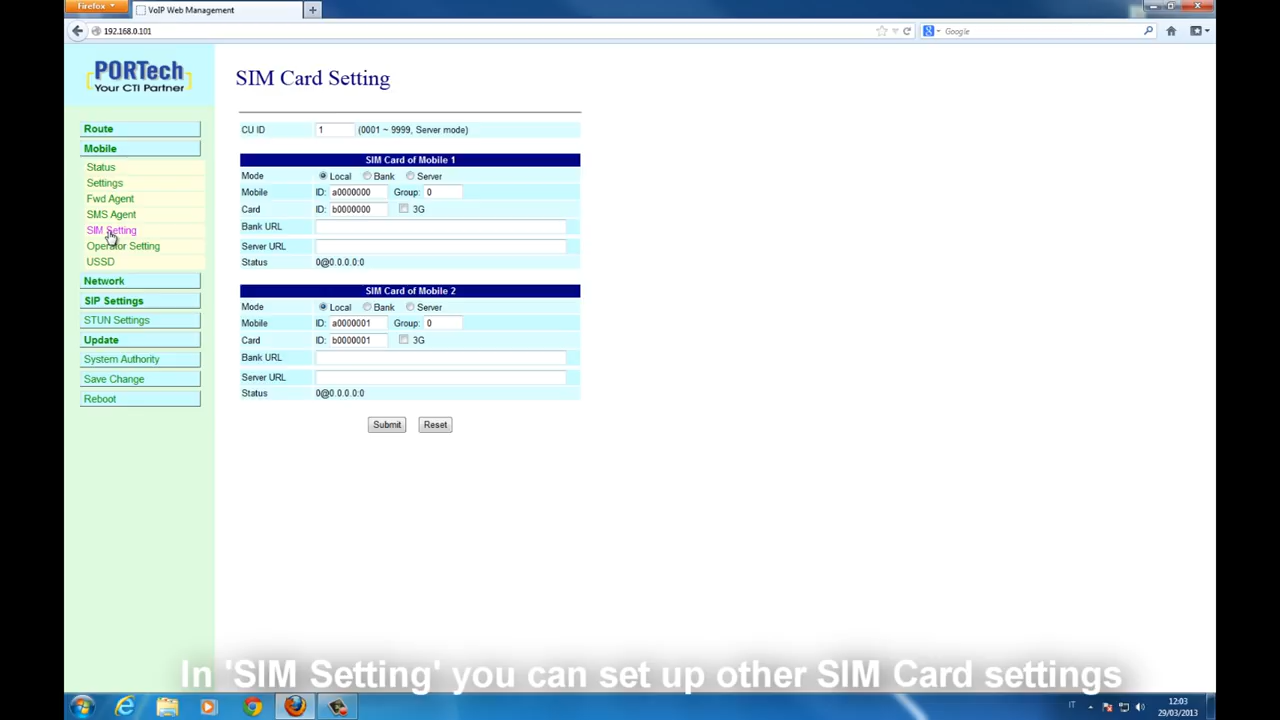 Firefox
VoIP Web Management
192.168.0.101
Google
PORTech
Your CTI Partner
SIM Card Setting
CU ID 1 (0001 ~ 9999, Server mode)
SIM Card of Mobile 1
Mode Local Bank Server
Mobile ID: a0000000 Group: 0
Card ID: b0000000 3G
Bank URL
Server URL
Status 0@0.0.0.0:0
SIM Card of Mobile 2
Mode Local Bank Server
Mobile ID: a0000001 Group: 0
Card ID: b0000001 3G
Bank URL
Server URL
Status 0@0.0.0.0:0
Submit Reset
Route
Mobile
Status
Settings
Fwd Agent
SMS Agent
SIM Setting
Operator Setting
USSD
Network
SIP Settings
STUN Settings
Update
System Authority
Save Change
Reboot
In 'SIM Setting' you can set up other SIM Card settings
IT
12:03
29/03/2013